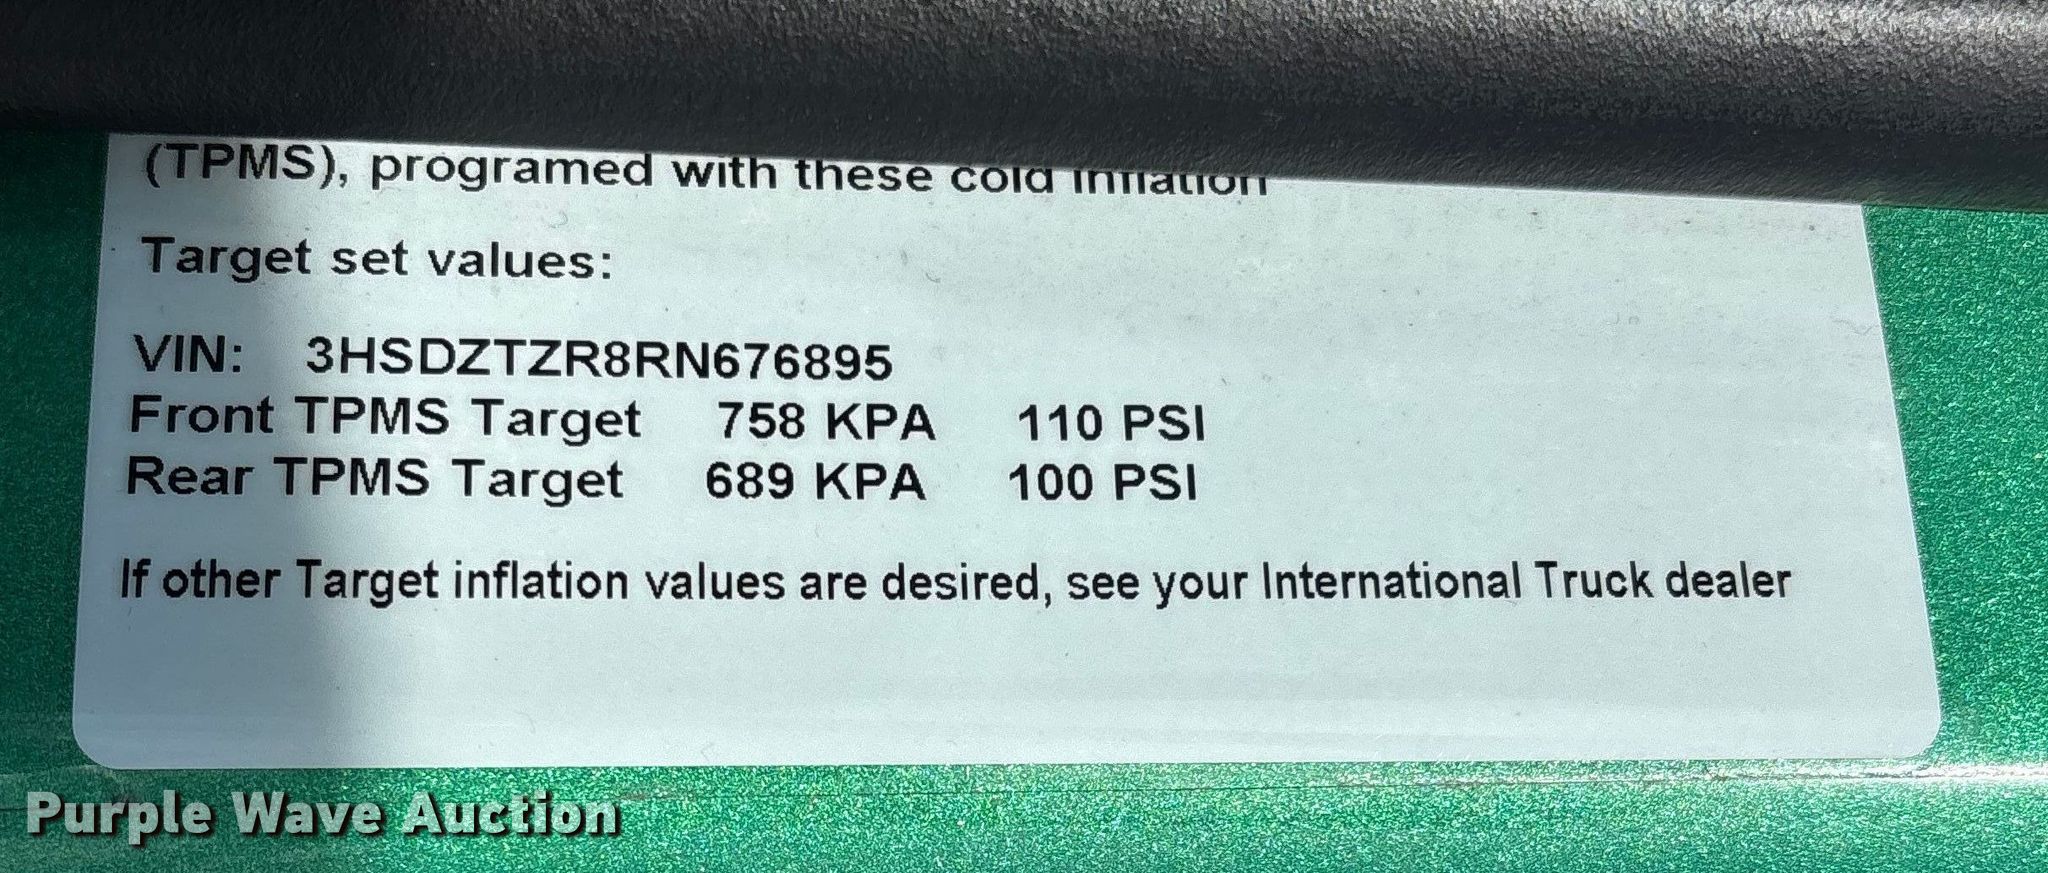 (TPMS), programed with these cold inflation
Target set values:
VIN: 3HSDZTZR8RN676895
Front TPMS Target 758 KPA 110 PSI
Rear TPMS Target 689 KPA 100 PSI
If other Target inflation values are desired, see your International Truck dealer
Purple Wave Auction